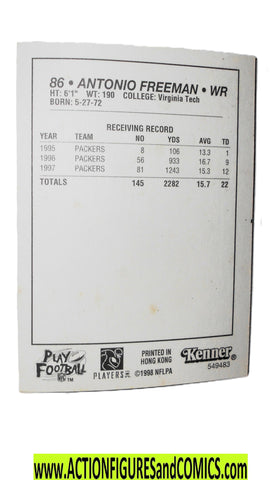 86 • ANTONIO FREEMAN • WR
HT: 6'1" WT: 190 COLLEGE: Virginia Tech
BORN: 5-27-72
RECEIVING RECORD
YEAR TEAM NO YDS AVG TD
1995 PACKERS 8 106 13.3 1
1996 PACKERS 56 933 16.7 9
1997 PACKERS 81 1243 15.3 12
TOTALS 145 2282 15.7 22
PLAY FOOTBALL ™
PLAYERS
PRINTED IN HONG KONG
©1998 NFLPA
Kenner®
549483
www.ACTIONFIGURESandCOMICS.com